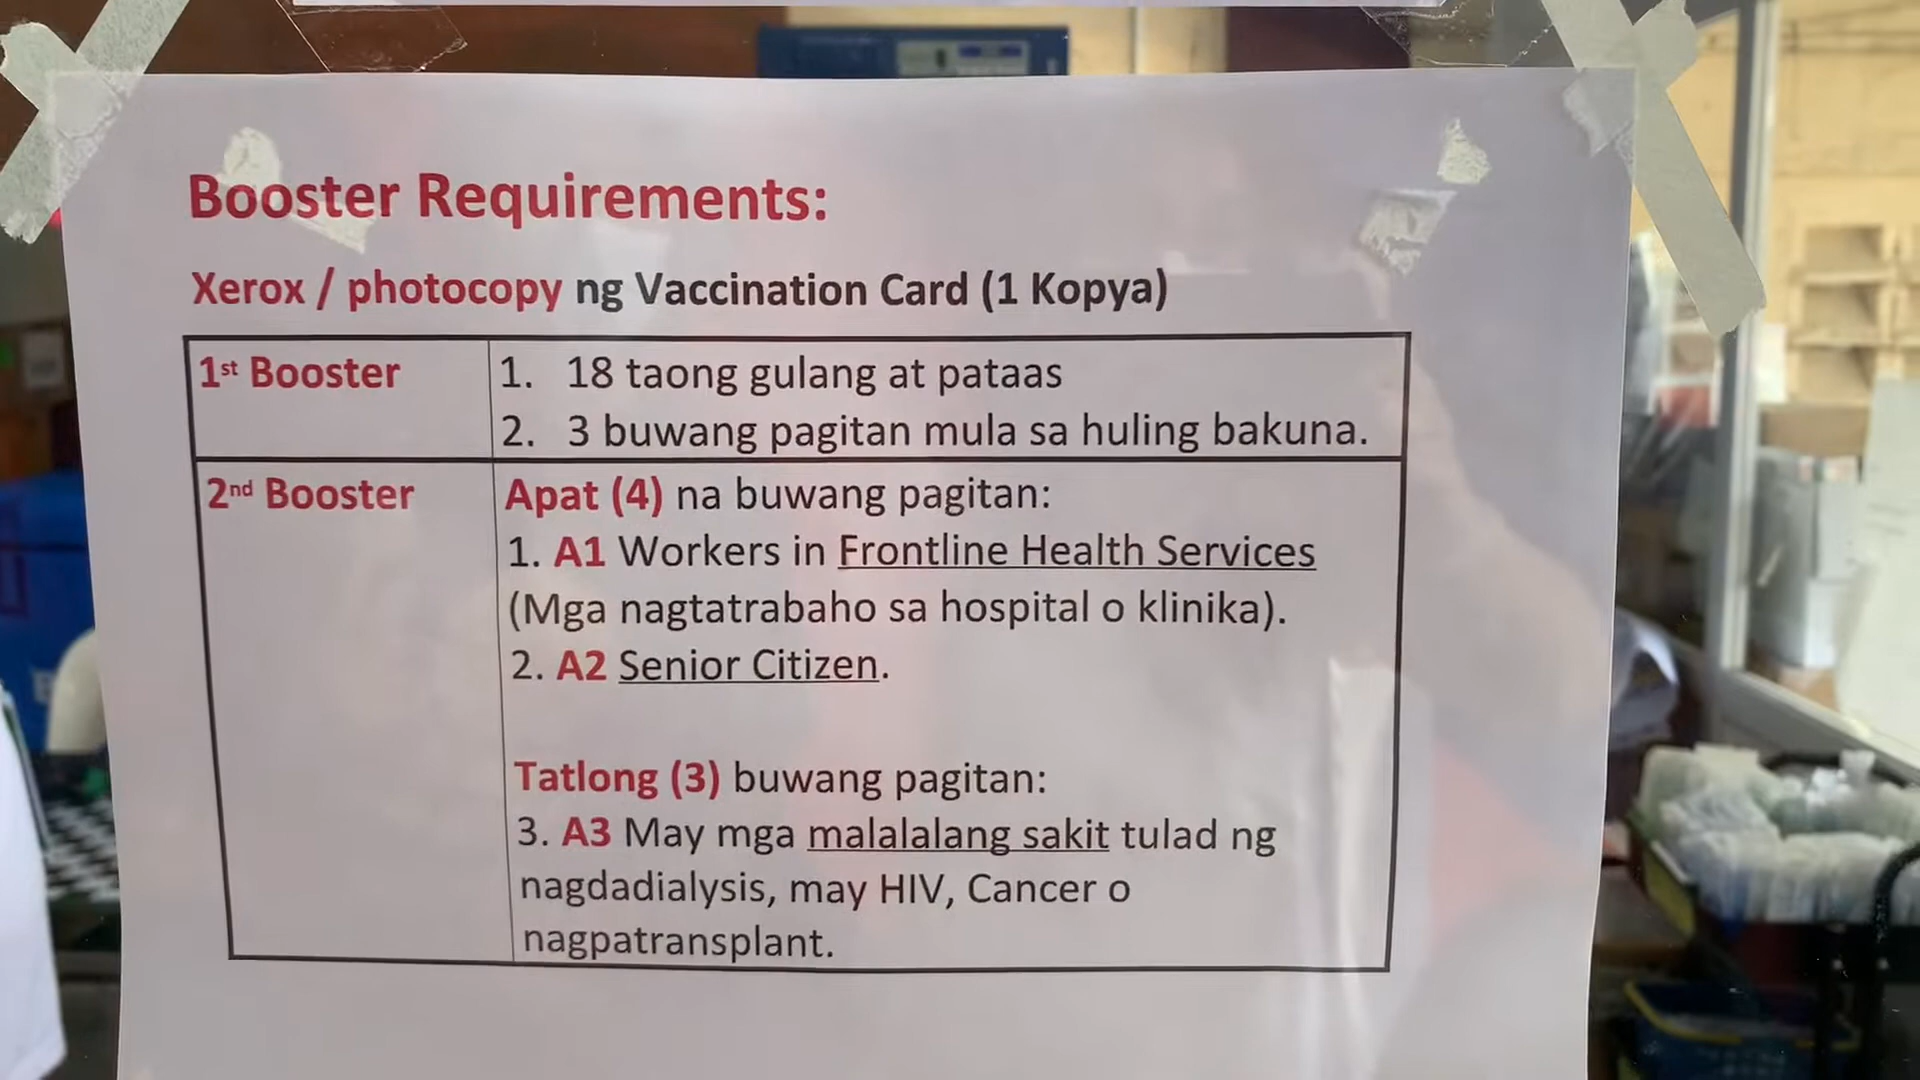 Booster Requirements:
Xerox / photocopy ng Vaccination Card (1 Kopya)
1st Booster
1. 18 taong gulang at pataas
2. 3 buwang pagitan mula sa huling bakuna.
2nd Booster
Apat (4) na buwang pagitan:
1. A1 Workers in Frontline Health Services
(Mga nagtatrabaho sa hospital o klinika).
2. A2 Senior Citizen.
Tatlong (3) buwang pagitan:
3. A3 May mga malalalang sakit tulad ng
nagdadialysis, may HIV, Cancer o
nagpatransplant.